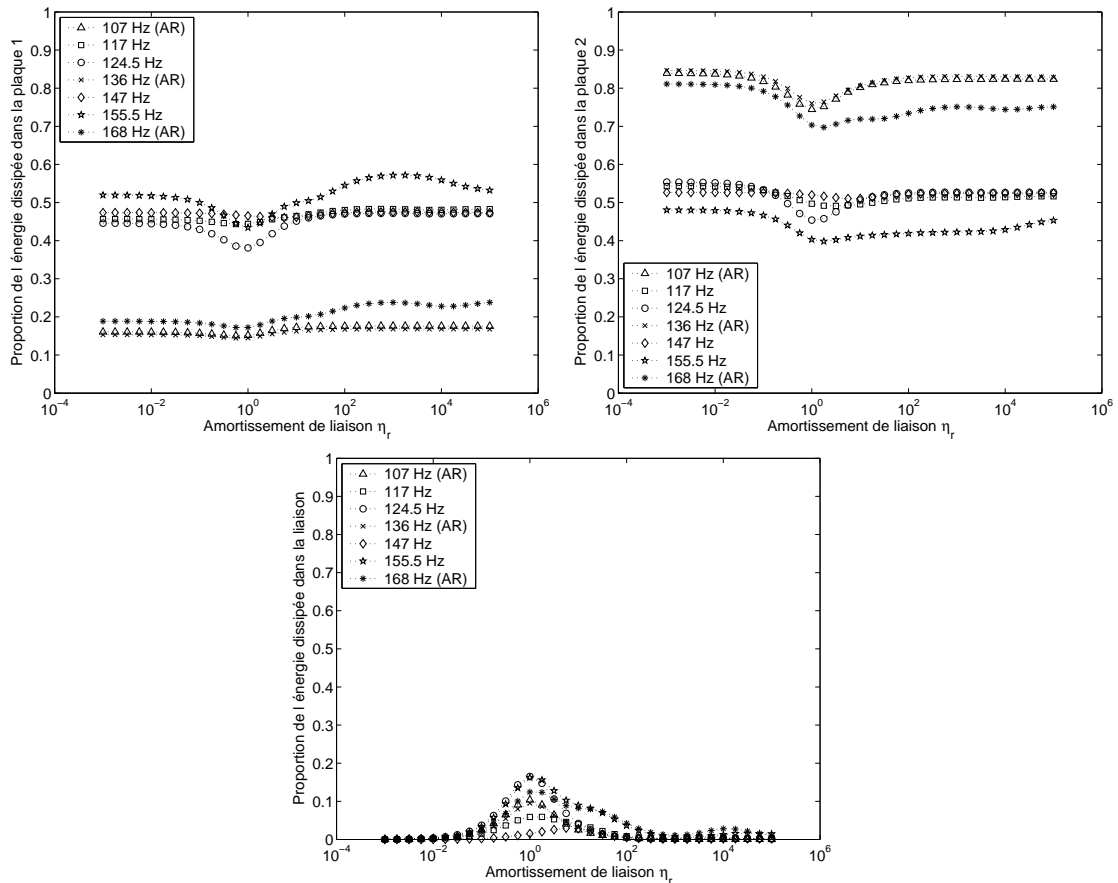 Proportion de l énergie dissipée dans la plaque 1
1
0.9
0.8
0.7
0.6
0.5
0.4
0.3
0.2
0.1
0
107 Hz (AR)
117 Hz
124.5 Hz
136 Hz (AR)
147 Hz
155.5 Hz
168 Hz (AR)
10^-4
10^-2
10^0
10^2
10^4
10^6
Amortissement de liaison η_r
Proportion de l énergie dissipée dans la plaque 2
1
0.9
0.8
0.7
0.6
0.5
0.4
0.3
0.2
0.1
0
107 Hz (AR)
117 Hz
124.5 Hz
136 Hz (AR)
147 Hz
155.5 Hz
168 Hz (AR)
10^-4
10^-2
10^0
10^2
10^4
10^6
Amortissement de liaison η_r
Proportion de l énergie dissipée dans la liaison
1
0.9
0.8
0.7
0.6
0.5
0.4
0.3
0.2
0.1
0
107 Hz (AR)
117 Hz
124.5 Hz
136 Hz (AR)
147 Hz
155.5 Hz
168 Hz (AR)
10^-4
10^-2
10^0
10^2
10^4
10^6
Amortissement de liaison η_r